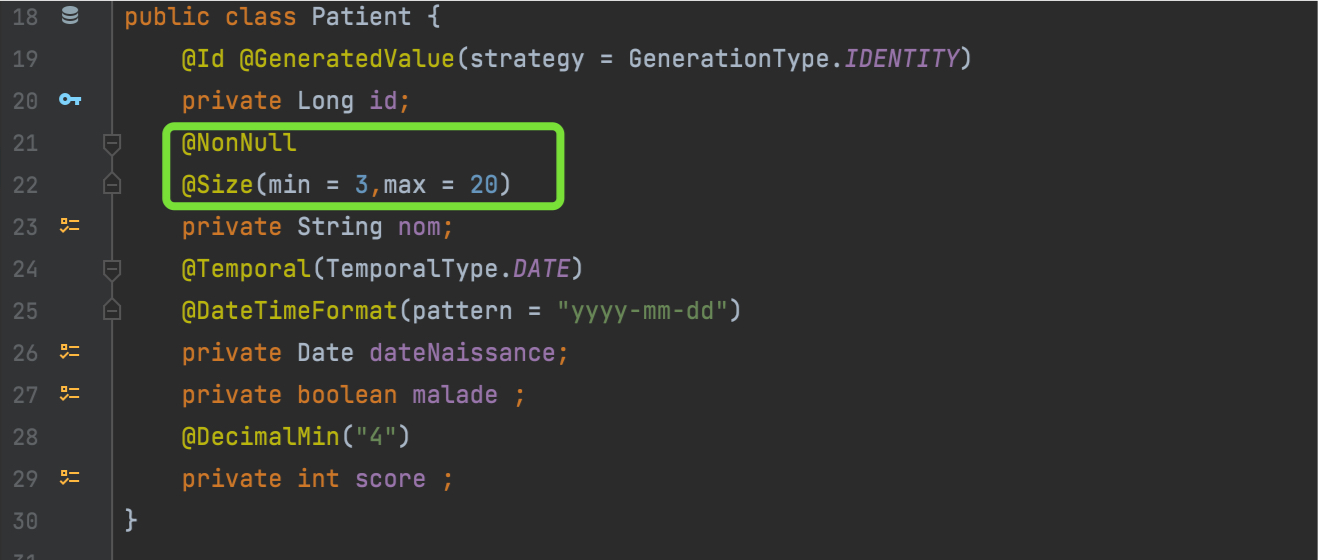 18 public class Patient {
19 @Id @GeneratedValue(strategy = GenerationType.IDENTITY)
20 private Long id;
21 @NonNull
22 @Size(min = 3,max = 20)
23 private String nom;
24 @Temporal(TemporalType.DATE)
25 @DateTimeFormat(pattern = "yyyy-mm-dd")
26 private Date dateNaissance;
27 private boolean malade ;
28 @DecimalMin("4")
29 private int score ;
30 }
31